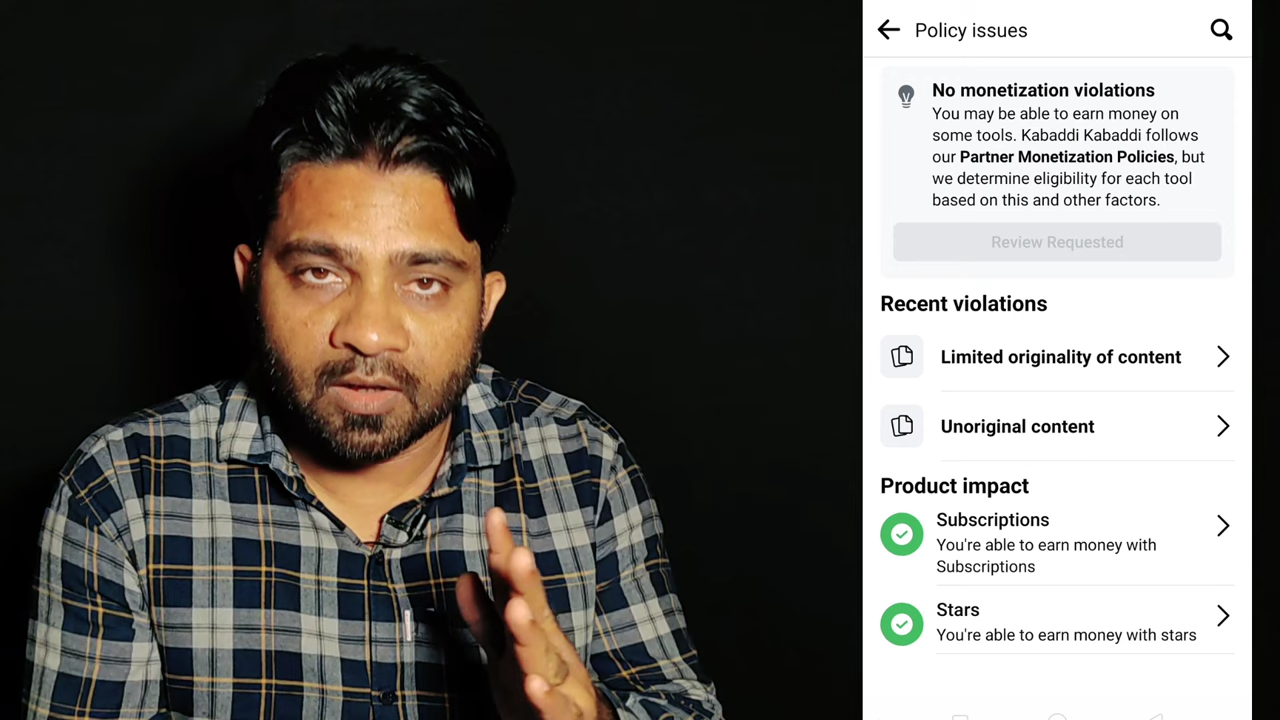 Policy issues
No monetization violations
You may be able to earn money on
some tools. Kabaddi Kabaddi follows
our Partner Monetization Policies, but
we determine eligibility for each tool
based on this and other factors.
Review Requested
Recent violations
Limited originality of content
Unoriginal content
Product impact
Subscriptions
You're able to earn money with
Subscriptions
Stars
You're able to earn money with stars